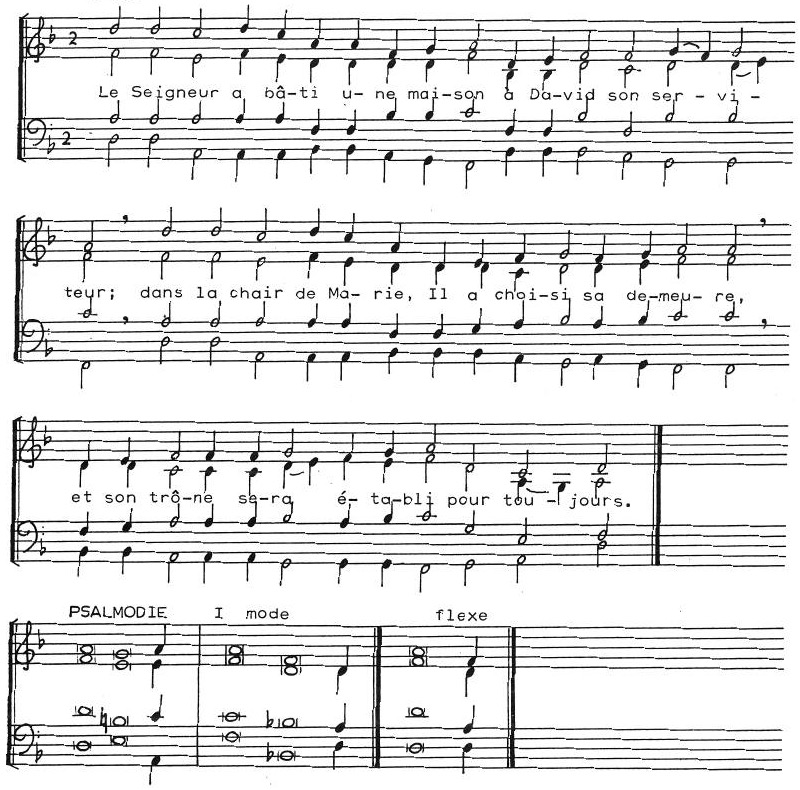 2
Le Seigneur a bâ-ti u-ne mai-son à Da-vid son ser - vi -
2
teur; dans la chair de Ma- rie, Il a choi-si sa de-meu- re,
et son trô-ne se-ra é- ta-bli pour tou - jours.
PSALMODIE I mode flexe